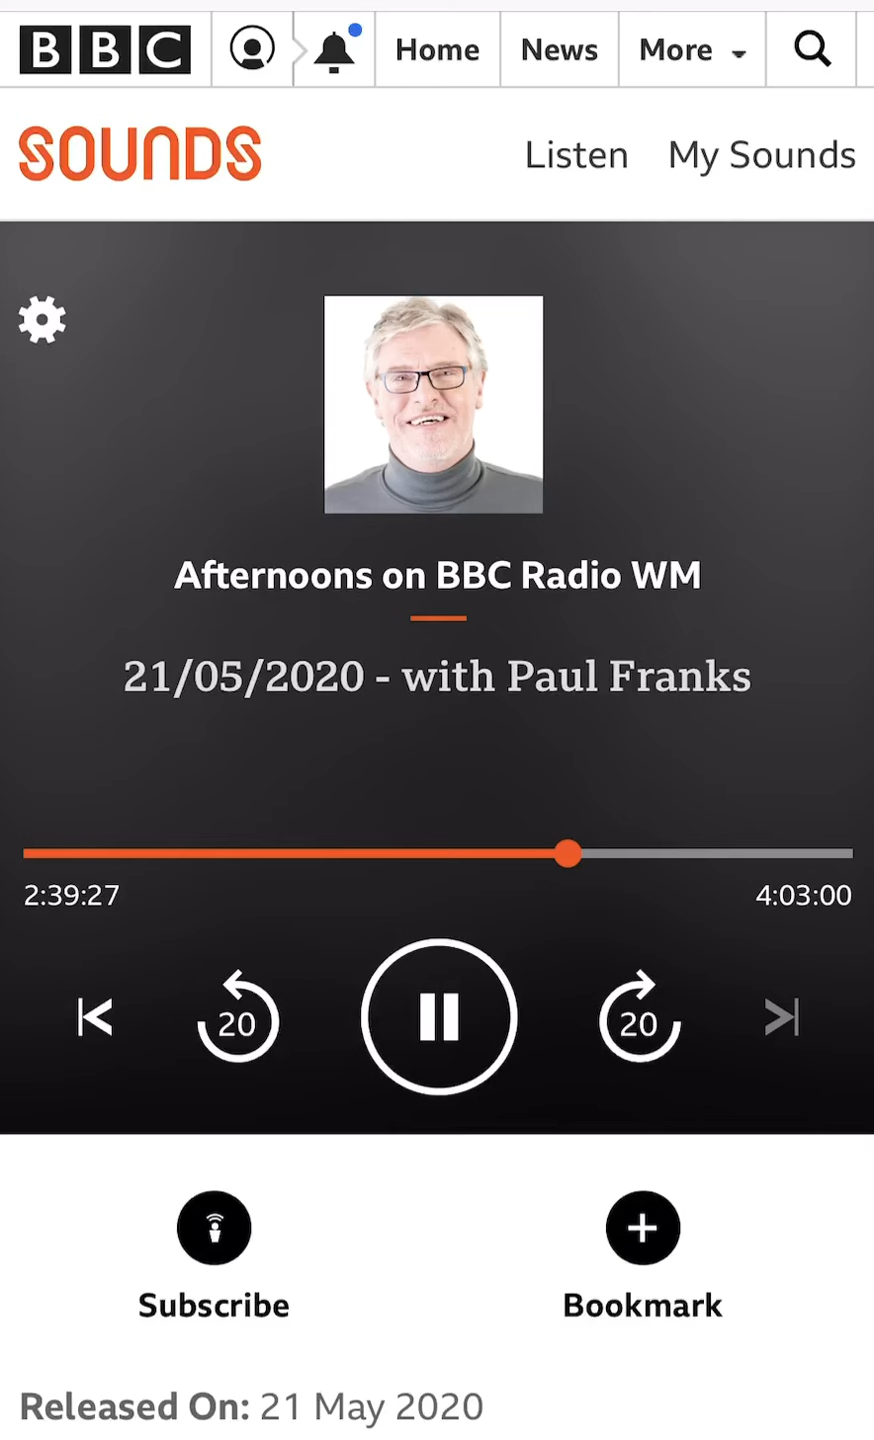 BBC Home News More
SOUNDS Listen My Sounds
Afternoons on BBC Radio WM
21/05/2020 - with Paul Franks
2:39:27 4:03:00
20 20
Subscribe Bookmark
Released On: 21 May 2020